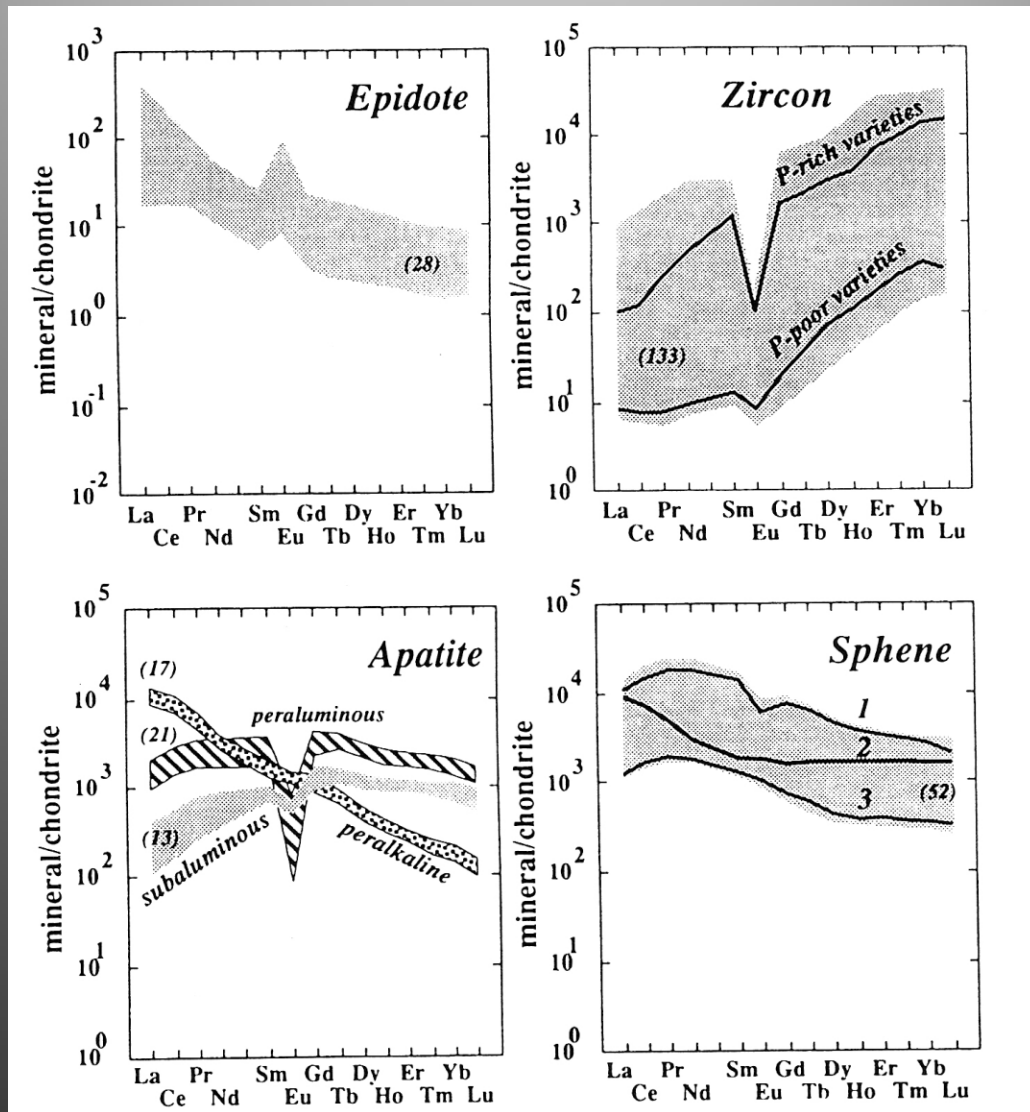 Epidote
mineral/chondrite
10^3
10^2
10^1
10^0
10^-1
10^-2
(28)
La Pr Sm Gd Dy Er Yb
Ce Nd Eu Tb Ho Tm Lu
Zircon
mineral/chondrite
10^5
10^4
10^3
10^2
10^1
10^0
P-rich varieties
P-poor varieties
(133)
La Pr Sm Gd Dy Er Yb
Ce Nd Eu Tb Ho Tm Lu
Apatite
mineral/chondrite
10^5
10^4
10^3
10^2
10^1
10^0
(17)
(21)
(13)
peraluminous
subaluminous
peralkaline
La Pr Sm Gd Dy Er Yb
Ce Nd Eu Tb Ho Tm Lu
Sphene
mineral/chondrite
10^5
10^4
10^3
10^2
10^1
10^0
1
2
3
(52)
La Pr Sm Gd Dy Er Yb
Ce Nd Eu Tb Ho Tm Lu